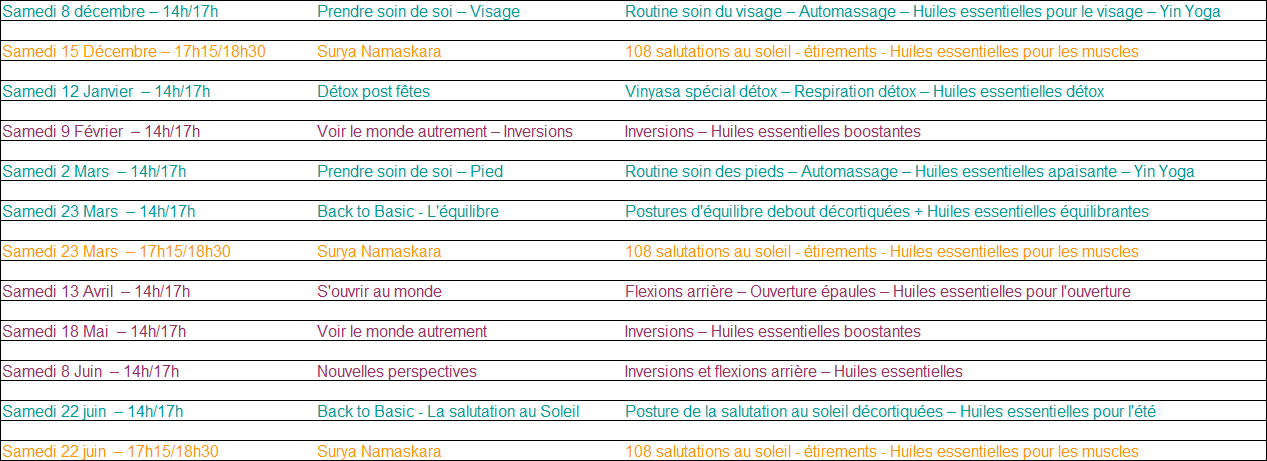 Samedi 8 décembre – 14h/17h Prendre soin de soi – Visage Routine soin du visage – Automassage – Huiles essentielles pour le visage – Yin Yoga
Samedi 15 Décembre – 17h15/18h30 Surya Namaskara 108 salutations au soleil - étirements - Huiles essentielles pour les muscles
Samedi 12 Janvier – 14h/17h Détox post fêtes Vinyasa spécial détox – Respiration détox – Huiles essentielles détox
Samedi 9 Février – 14h/17h Voir le monde autrement – Inversions Inversions – Huiles essentielles boostantes
Samedi 2 Mars – 14h/17h Prendre soin de soi – Pied Routine soin des pieds – Automassage – Huiles essentielles apaisante – Yin Yoga
Samedi 23 Mars – 14h/17h Back to Basic - L'équilibre Postures d'équilibre debout décortiquées + Huiles essentielles équilibrantes
Samedi 23 Mars – 17h15/18h30 Surya Namaskara 108 salutations au soleil - étirements - Huiles essentielles pour les muscles
Samedi 13 Avril – 14h/17h S'ouvrir au monde Flexions arrière – Ouverture épaules – Huiles essentielles pour l'ouverture
Samedi 18 Mai – 14h/17h Voir le monde autrement Inversions – Huiles essentielles boostantes
Samedi 8 Juin – 14h/17h Nouvelles perspectives Inversions et flexions arrière – Huiles essentielles
Samedi 22 juin – 14h/17h Back to Basic - La salutation au Soleil Posture de la salutation au soleil décortiquées – Huiles essentielles pour l'été
Samedi 22 juin – 17h15/18h30 Surya Namaskara 108 salutations au soleil - étirements - Huiles essentielles pour les muscles